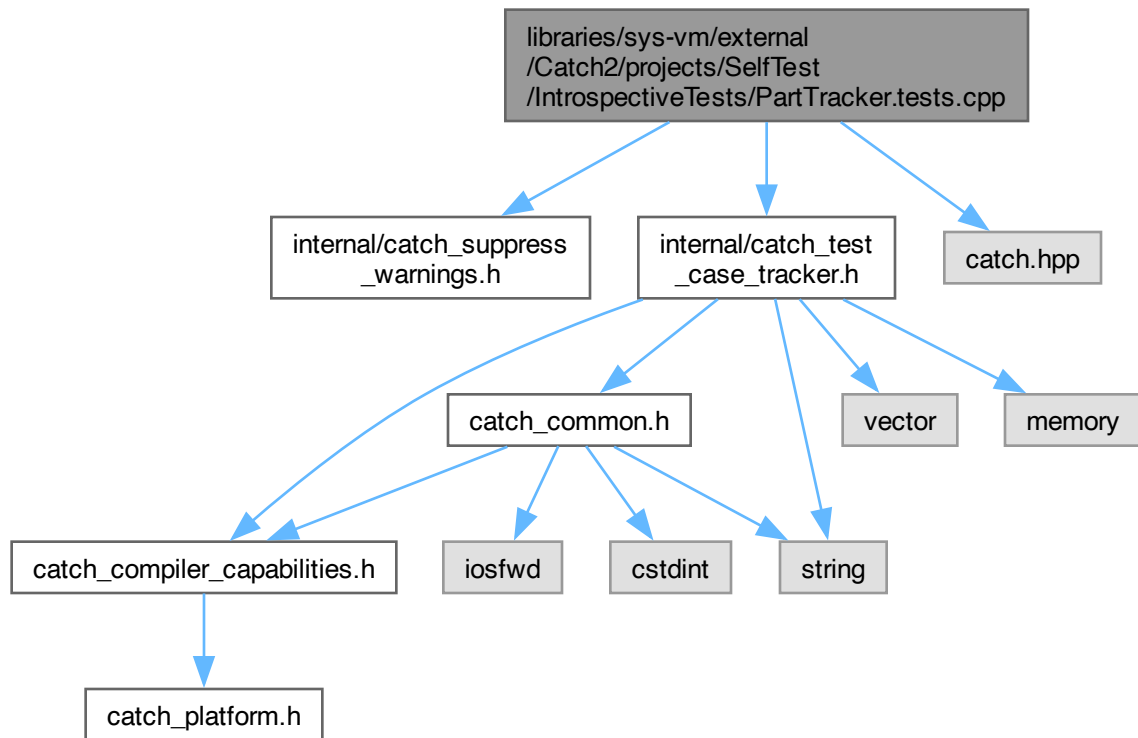 libraries/sys-vm/external
/Catch2/projects/SelfTest
/IntrospectiveTests/PartTracker.tests.cpp
internal/catch_suppress
_warnings.h
internal/catch_test
_case_tracker.h
catch.hpp
catch_common.h
vector
memory
catch_compiler_capabilities.h
iosfwd
cstdint
string
catch_platform.h